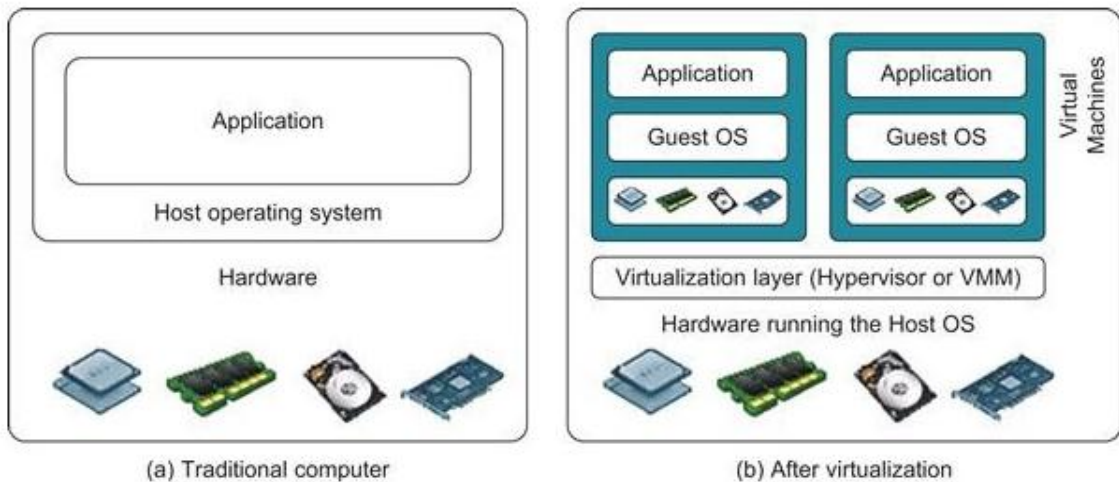 Application
Host operating system
Hardware
(a) Traditional computer
Application
Guest OS
Application
Guest OS
Virtual
Machines
Virtualization layer (Hypervisor or VMM)
Hardware running the Host OS
(b) After virtualization